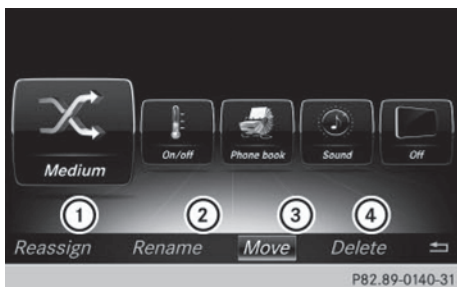 Medium
On/off
Phone book
Sound
Off
1 2 3 4
Reassign Rename Move Delete
P82.89-0140-31